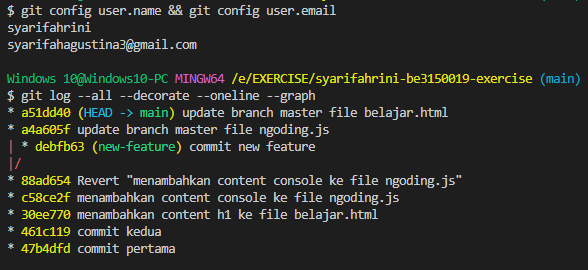 $ git config user.name && git config user.email
syarifahrini
syarifahagustina3@gmail.com
Windows 10@Windows10-PC MINGW64 /e/EXERCISE/syarifahrini-be3150019-exercise (main)
$ git log --all --decorate --oneline --graph
* a51dd40 (HEAD -> main) update branch master file belajar.html
* a4a605f update branch master file ngoding.js
| * debfb63 (new-feature) commit new feature
|/
* 88ad654 Revert "menambahkan content console ke file ngoding.js"
* c58ce2f menambahkan content console ke file ngoding.js
* 30ee770 menambahkan content h1 ke file belajar.html
* 461c119 commit kedua
* 47b4dfd commit pertama